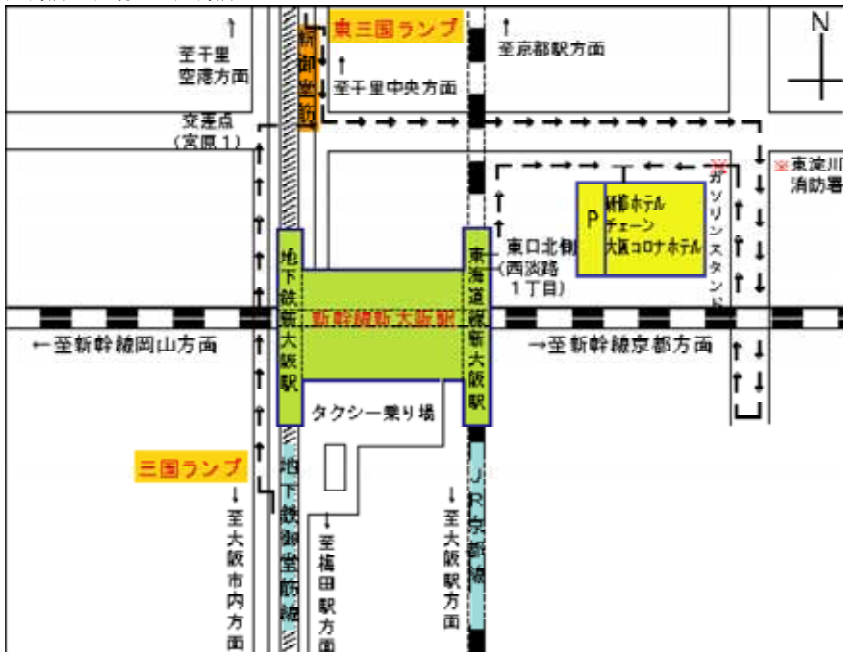 東三国ランプ
N
↑
至千里
空港方面
新御堂筋
↑
至千里中央方面
↑
至京都駅方面
交差点
(宮原1)
※
※東淀川
消防署
ガソリンスタンド
P
新阪ホテル
チェーン
大阪コロナホテル
東口北側
(西淡路
1丁目)
地下鉄新大阪駅
新幹線新大阪駅
東海道線新大阪駅
←至新幹線岡山方面
→至新幹線京都方面
タクシー乗り場
三国ランプ
地下鉄御堂筋線
JR京都線
↓至大阪市内方面
↓至梅田駅方面
↓至大阪駅方面